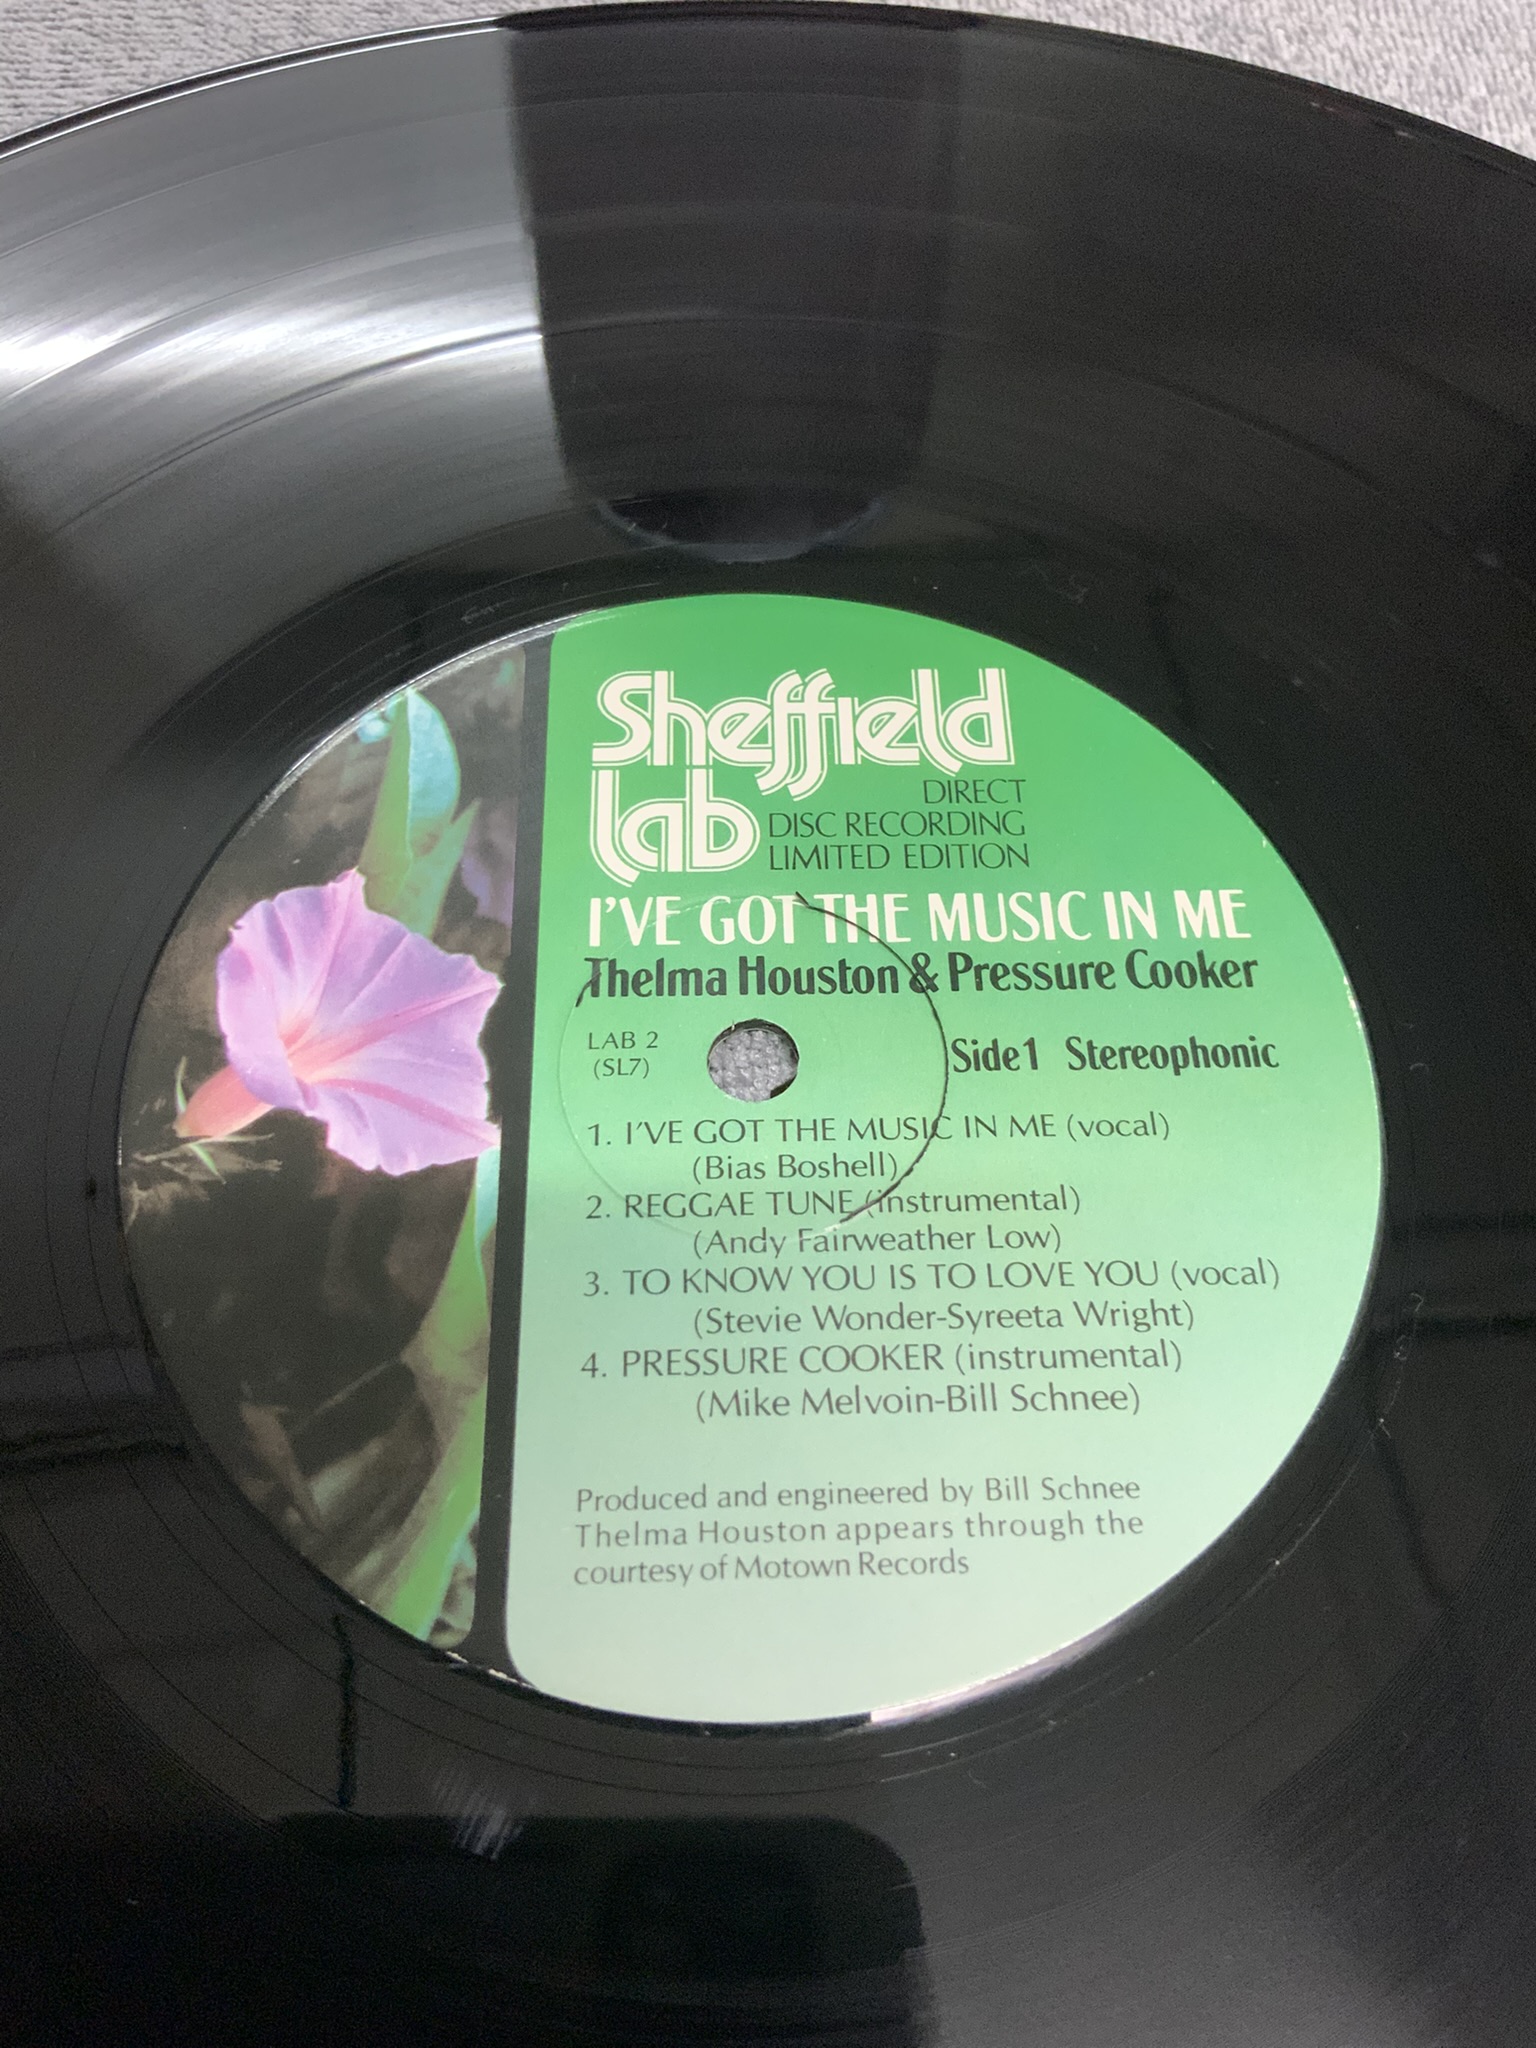 Sheffield
Lab
DIRECT
DISC RECORDING
LIMITED EDITION
I'VE GOT THE MUSIC IN ME
Thelma Houston & Pressure Cooker
LAB 2
(SL7)
Side1 Stereophonic
1. I'VE GOT THE MUSIC IN ME (vocal)
(Bias Boshell)
2. REGGAE TUNE (instrumental)
(Andy Fairweather Low)
3. TO KNOW YOU IS TO LOVE YOU (vocal)
(Stevie Wonder-Syreeta Wright)
4. PRESSURE COOKER (instrumental)
(Mike Melvoin-Bill Schnee)
Produced and engineered by Bill Schnee
Thelma Houston appears through the
courtesy of Motown Records